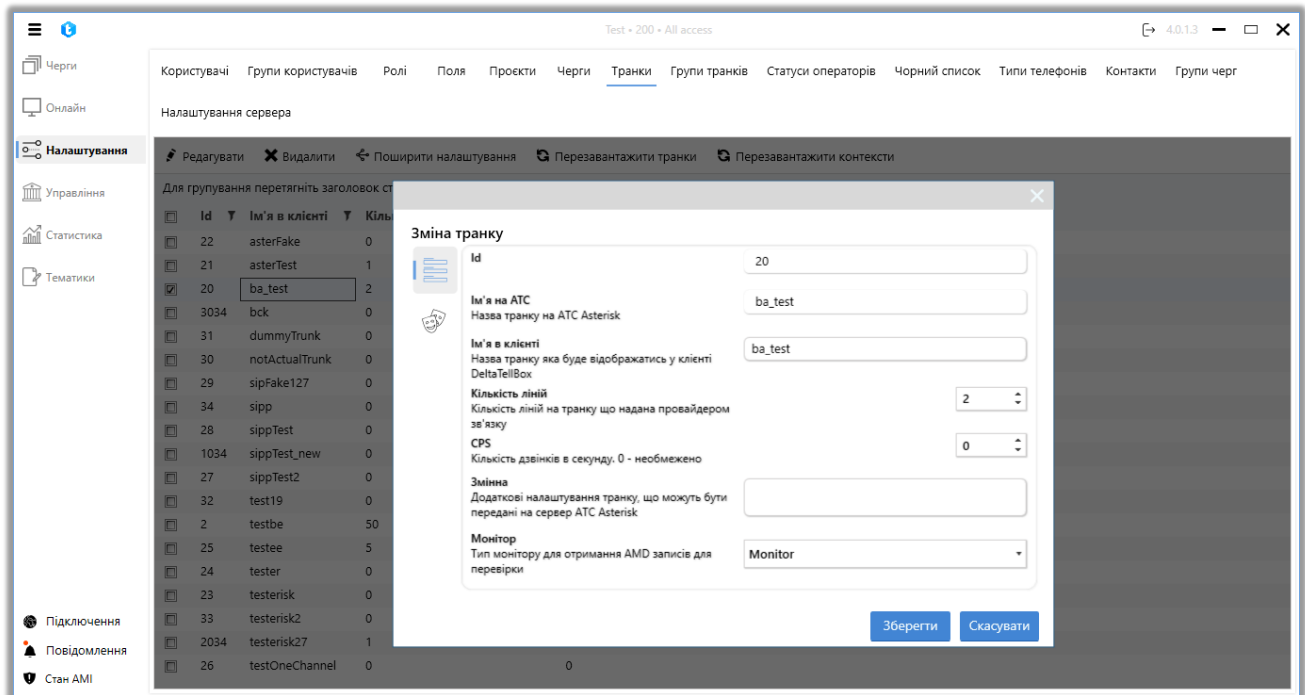 Test • 200 • All access
4.0.1.3
Черги
Онлайн
Налаштування
Управління
Статистика
Тематики
Підключення
Повідомлення
Стан AMI
Користувачі Групи користувачів Ролі Поля Проєкти Черги Транки Групи транків Статуси операторів Чорний список Типи телефонів Контакти Групи черг
Налаштування сервера
Редагувати Видалити Поширити налаштування Перезавантажити транки Перезавантажити контексти
Для групування перетягніть заголовок ст
Id Ім'я в клієнті Кіль
22 asterFake 0
21 asterTest 1
20 ba_test 2
3034 bck 0
31 dummyTrunk 0
30 notActualTrunk 0
29 sipFake127 0
34 sipp 0
28 sippTest 0
1034 sippTest_new 0
27 sippTest2 0
32 test19 0
2 testbe 50
25 testee 5
24 tester 0
23 testerisk 0
33 testerisk2 0
2034 testerisk27 1
26 testOneChannel 0 0
Зміна транку
Id 20
Ім'я на АТС ba_test
Назва транку на АТС Asterisk
Ім'я в клієнті ba_test
Назва транку яка буде відображатись у клієнті
DeltaTellBox
Кількість ліній 2
Кількість ліній на транку що надана провайдером
зв'язку
CPS 0
Кількість дзвінків в секунду. 0 - необмежено
Змінна
Додаткові налаштування транку, що можуть бути
передані на сервер АТС Asterisk
Монітор
Тип монітору для отримання AMD записів для
перевірки
Monitor
Зберегти Скасувати